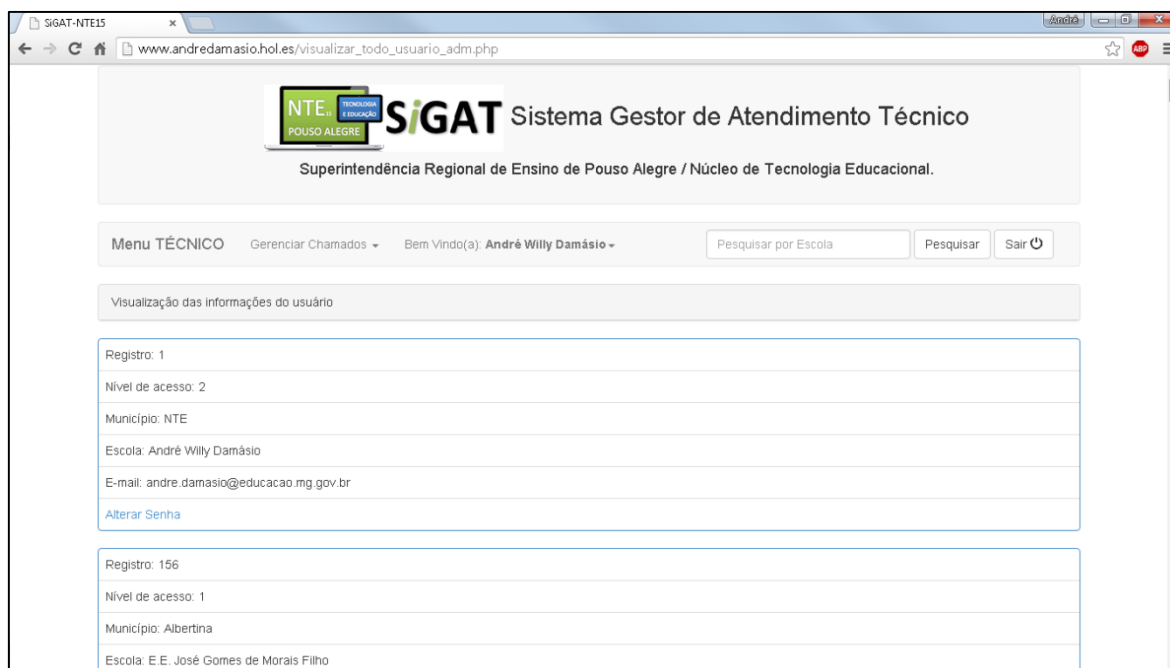 SiGAT-NTE15
André
www.andredamasio.hol.es/visualizar_todo_usuario_adm.php
ABP
NTE 15 TECNOLOGIA E EDUCAÇÃO
POUSO ALEGRE
SiGAT Sistema Gestor de Atendimento Técnico
Superintendência Regional de Ensino de Pouso Alegre / Núcleo de Tecnologia Educacional.
Menu TÉCNICO Gerenciar Chamados Bem Vindo(a): André Willy Damásio Pesquisar por Escola Pesquisar Sair
Visualização das informações do usuário
Registro: 1
Nível de acesso: 2
Município: NTE
Escola: André Willy Damásio
E-mail: andre.damasio@educacao.mg.gov.br
Alterar Senha
Registro: 156
Nível de acesso: 1
Município: Albertina
Escola: E.E. José Gomes de Morais Filho